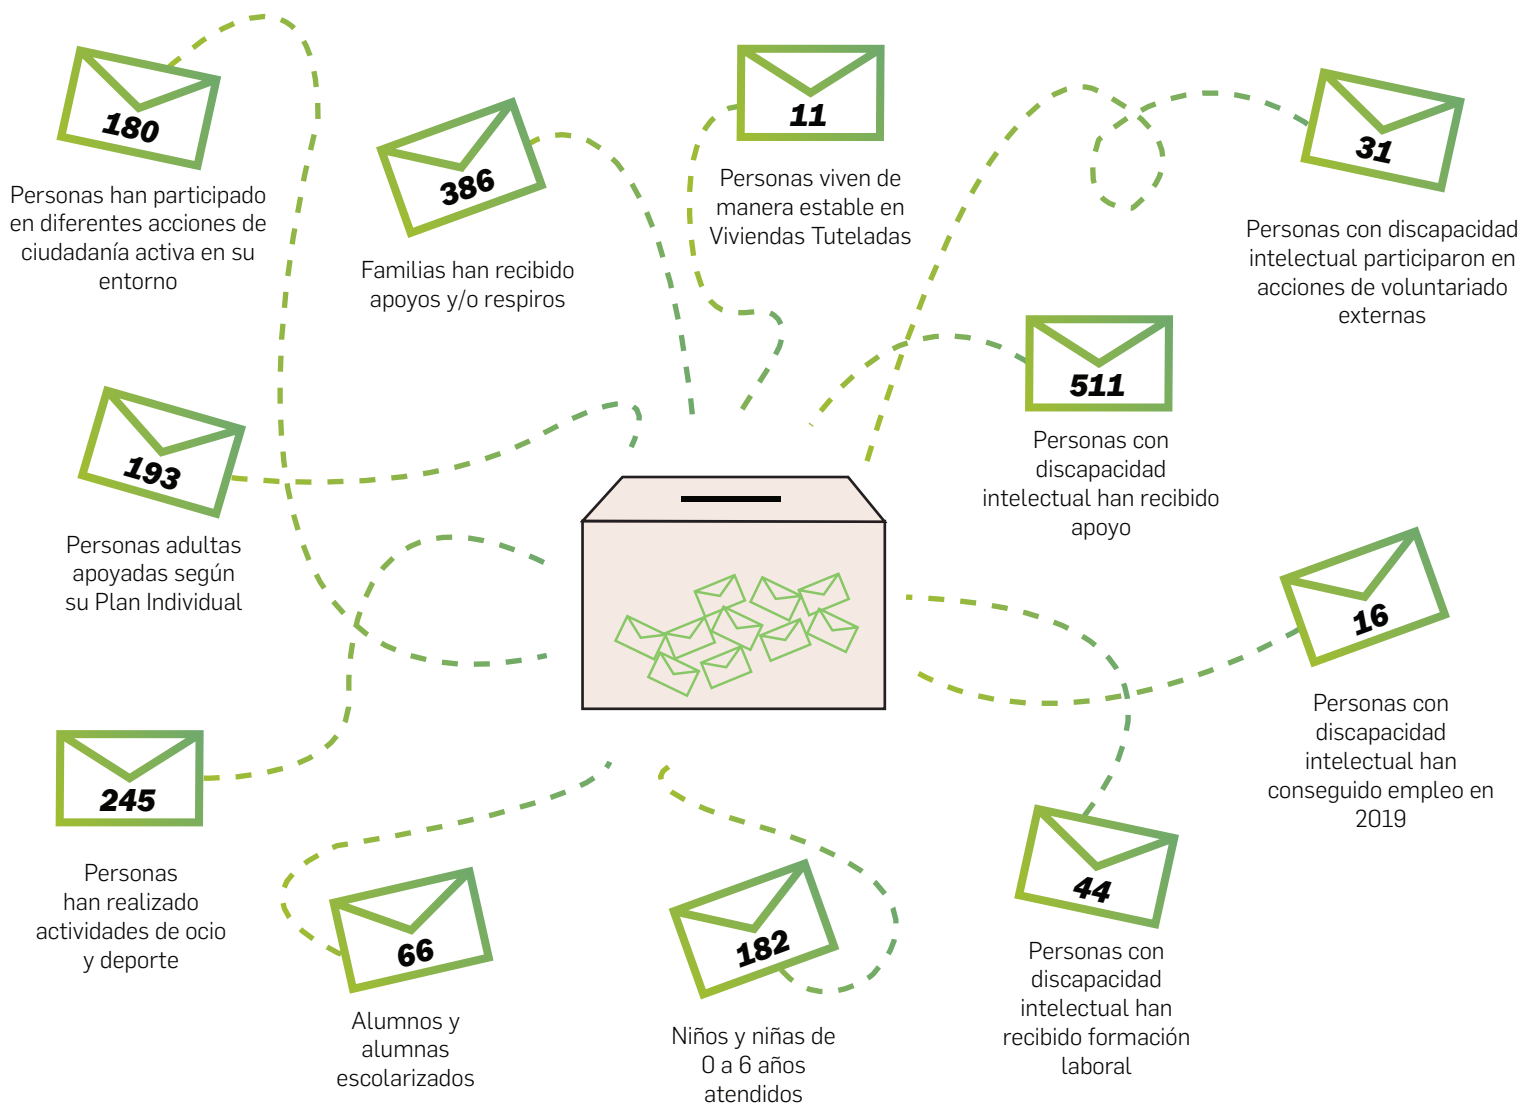 180
Personas han participado
en diferentes acciones de
ciudadanía activa en su
entorno
386
Familias han recibido
apoyos y/o respiros
11
Personas viven de
manera estable en
Viviendas Tuteladas
31
Personas con discapacidad
intelectual participaron en
acciones de voluntariado
externas
193
Personas adultas
apoyadas según
su Plan Individual
511
Personas con
discapacidad
intelectual han recibido
apoyo
16
Personas con
discapacidad
intelectual han
conseguido empleo en
2019
245
Personas
han realizado
actividades de ocio
y deporte
66
Alumnos y
alumnas
escolarizados
182
Niños y niñas de
0 a 6 años
atendidos
44
Personas con
discapacidad
intelectual han
recibido formación
laboral